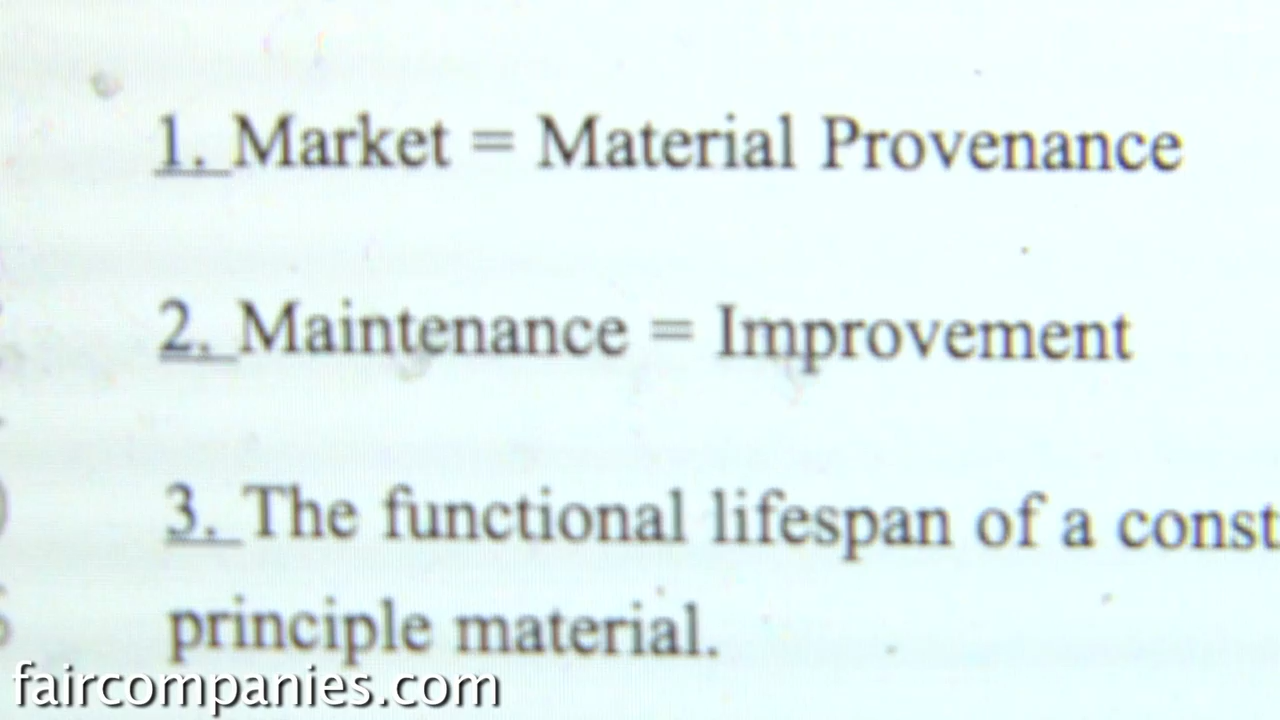 1. Market = Material Provenance
2. Maintenance = Improvement
3. The functional lifespan of a const
principle material.
faircompanies.com